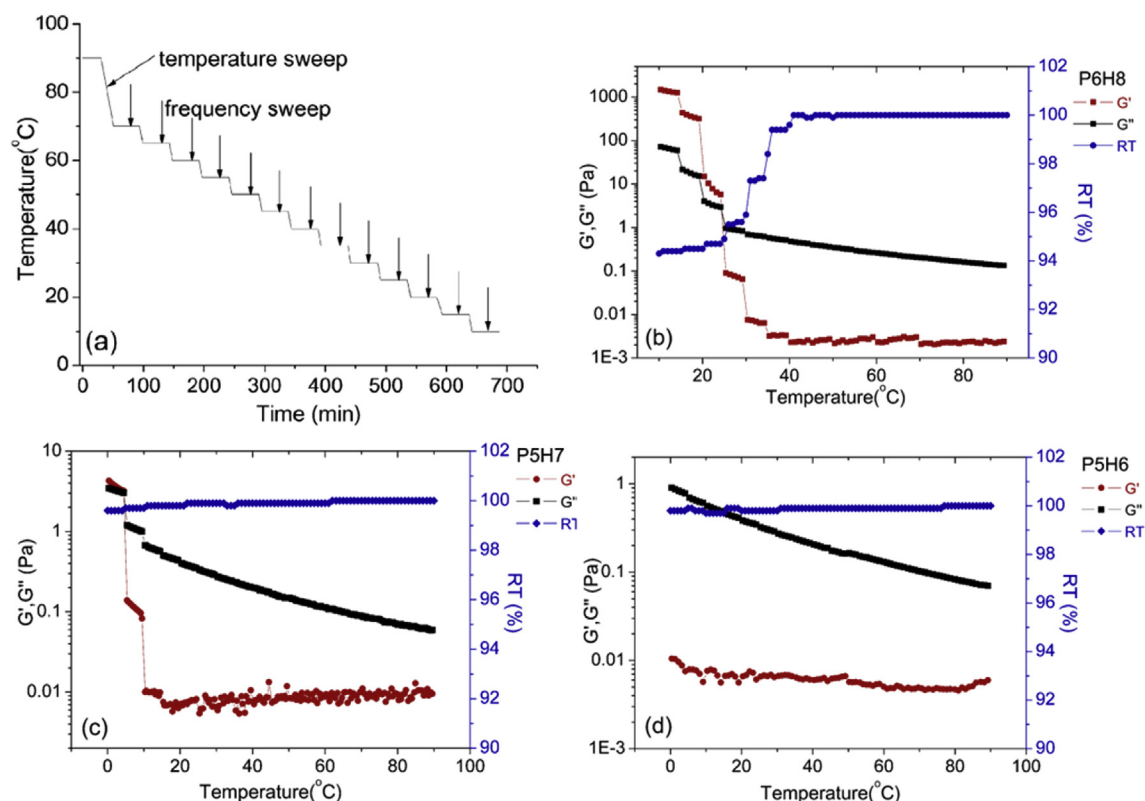 100
80
60
40
20
0
Temperature(°C)
temperature sweep
frequency sweep
(a)
0 100 200 300 400 500 600 700
Time (min)
1000
100
10
1
0.1
0.01
1E-3
G',G'' (Pa)
(b)
20 40 60 80
Temperature(°C)
102
100
98
96
94
92
90
RT (%)
P6H8
G'
G''
RT
10
1
0.1
0.01
G',G'' (Pa)
(c)
0 20 40 60 80 100
Temperature(°C)
102
100
98
96
94
92
90
RT (%)
P5H7
G'
G''
RT
1
0.1
0.01
1E-3
G',G'' (Pa)
(d)
0 20 40 60 80 100
Temperature(°C)
102
100
98
96
94
92
90
RT (%)
P5H6
G'
G''
RT